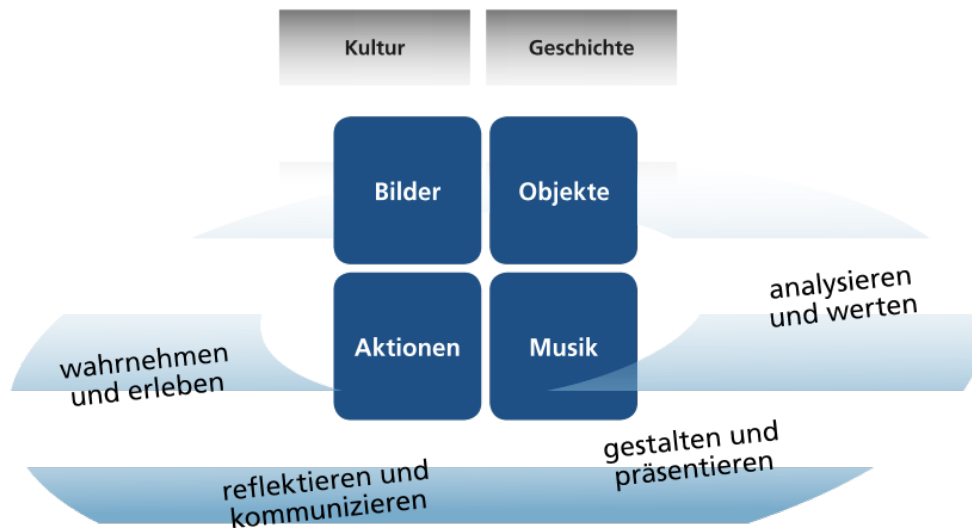 Kultur
Geschichte
Bilder
Objekte
Aktionen
Musik
analysieren
und werten
wahrnehmen
und erleben
gestalten und
präsentieren
reflektieren und
kommunizieren